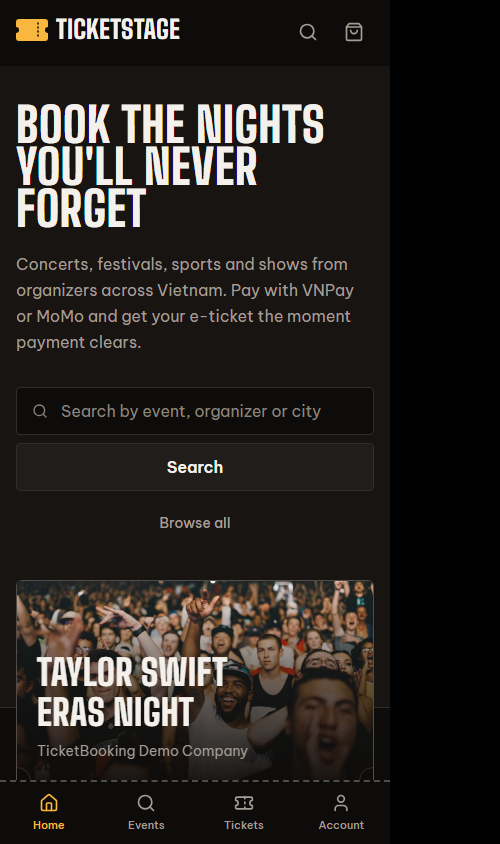 TICKETSTAGE
BOOK THE NIGHTS
YOU'LL NEVER
FORGET
Concerts, festivals, sports and shows from
organizers across Vietnam. Pay with VNPay
or MoMo and get your e-ticket the moment
payment clears.
Search by event, organizer or city
Search
Browse all
TAYLOR SWIFT
ERAS NIGHT
TicketBooking Demo Company
Home
Events
Tickets
Account